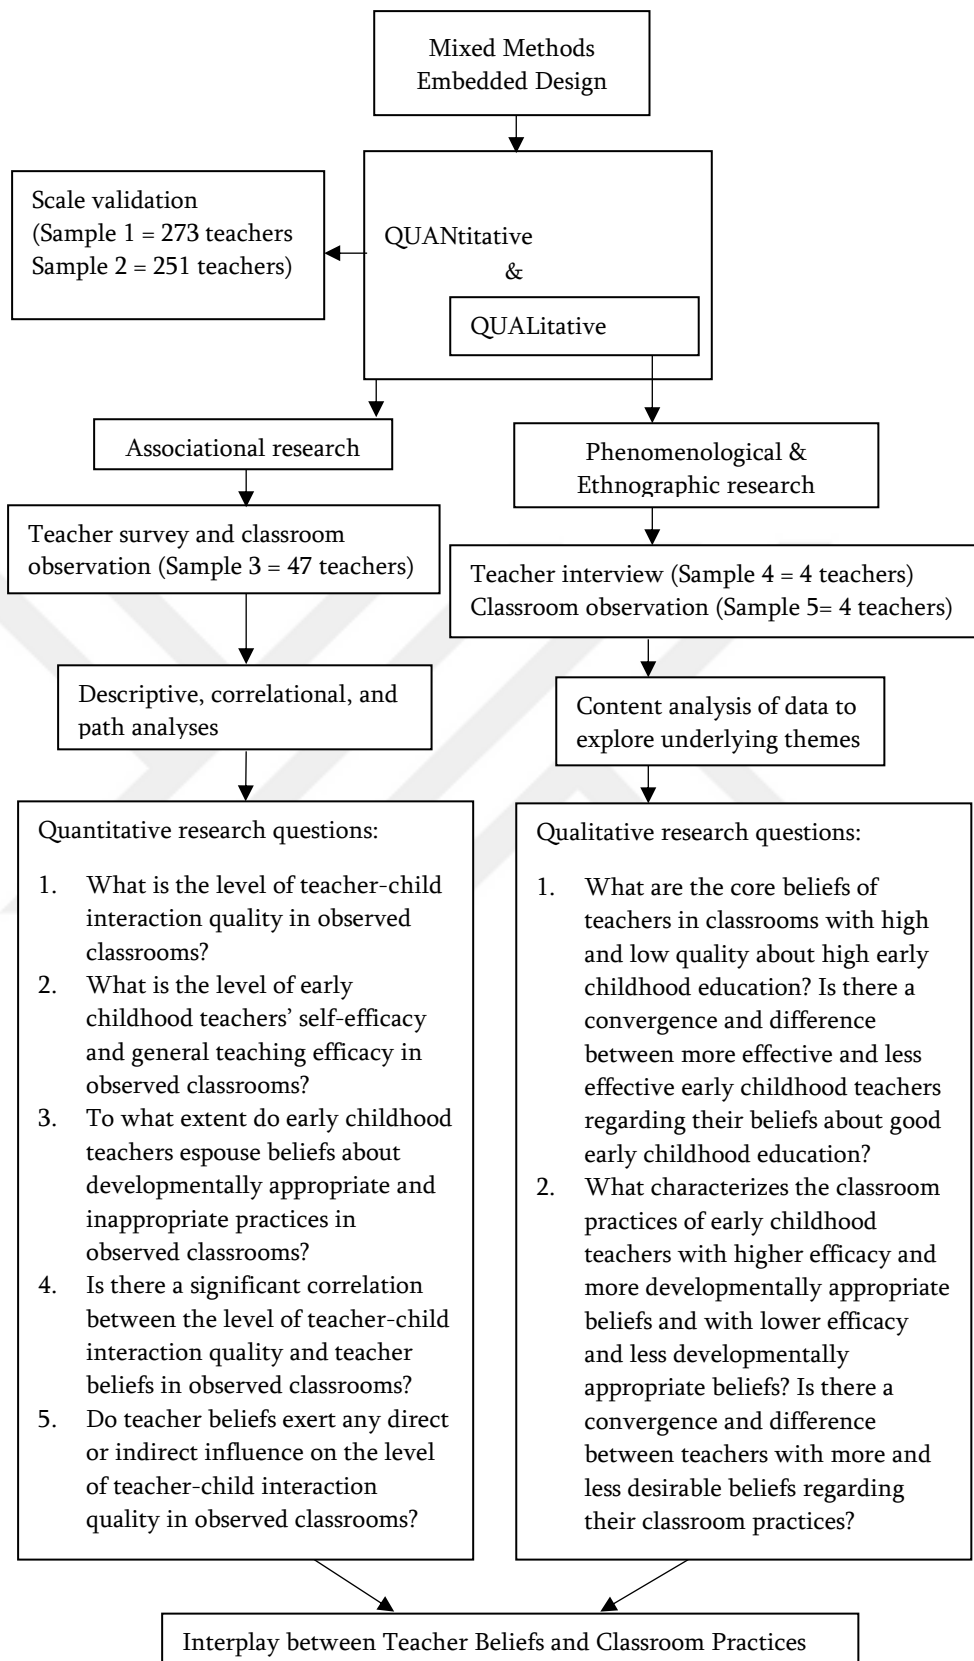 Mixed Methods
Embedded Design
Scale validation
(Sample 1 = 273 teachers
Sample 2 = 251 teachers)
QUANtitative
&
QUALitative
Associational research
Phenomenological &
Ethnographic research
Teacher survey and classroom
observation (Sample 3 = 47 teachers)
Teacher interview (Sample 4 = 4 teachers)
Classroom observation (Sample 5= 4 teachers)
Descriptive, correlational, and
path analyses
Content analysis of data to
explore underlying themes
Quantitative research questions:
1. What is the level of teacher-child
interaction quality in observed
classrooms?
2. What is the level of early
childhood teachers’ self-efficacy
and general teaching efficacy in
observed classrooms?
3. To what extent do early childhood
teachers espouse beliefs about
developmentally appropriate and
inappropriate practices in
observed classrooms?
4. Is there a significant correlation
between the level of teacher-child
interaction quality and teacher
beliefs in observed classrooms?
5. Do teacher beliefs exert any direct
or indirect influence on the level
of teacher-child interaction
quality in observed classrooms?
Qualitative research questions:
1. What are the core beliefs of
teachers in classrooms with high
and low quality about high early
childhood education? Is there a
convergence and difference
between more effective and less
effective early childhood teachers
regarding their beliefs about good
early childhood education?
2. What characterizes the classroom
practices of early childhood
teachers with higher efficacy and
more developmentally appropriate
beliefs and with lower efficacy
and less developmentally
appropriate beliefs? Is there a
convergence and difference
between teachers with more and
less desirable beliefs regarding
their classroom practices?
Interplay between Teacher Beliefs and Classroom Practices